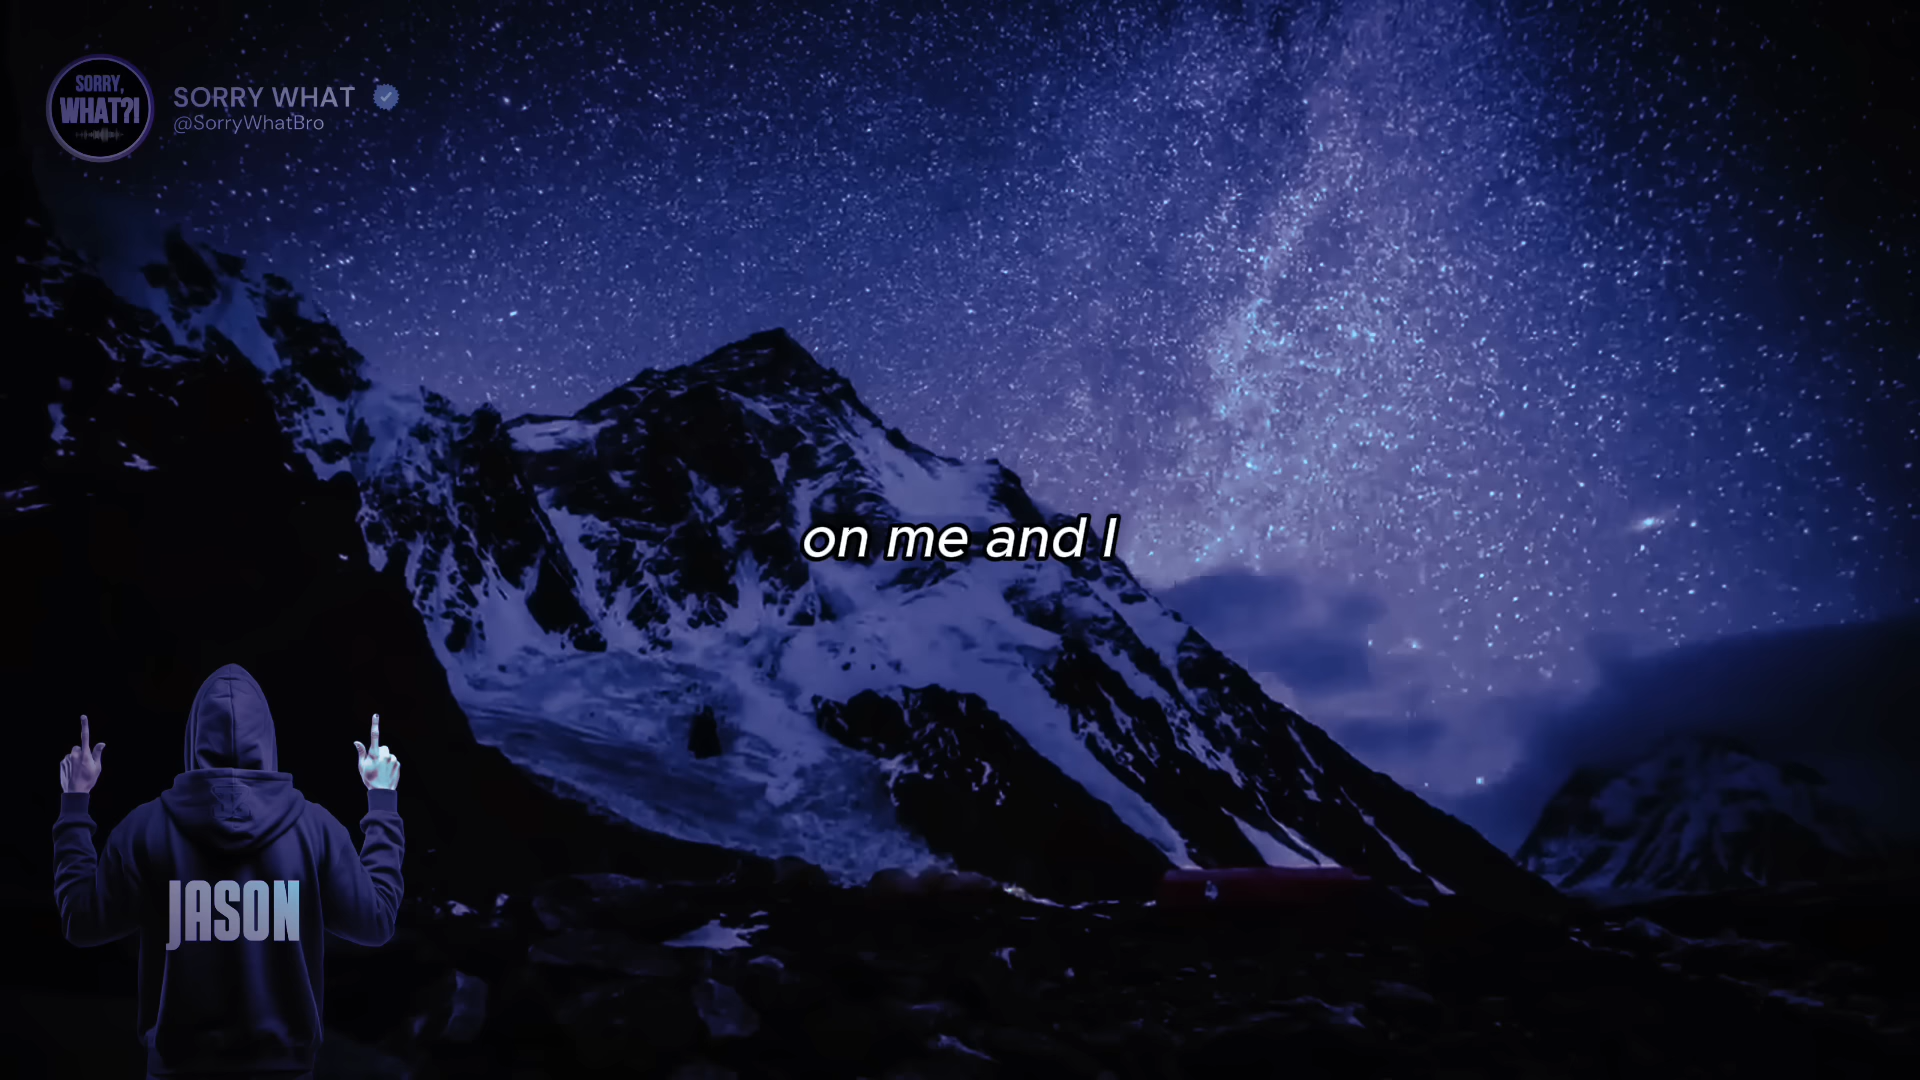 SORRY,
WHAT?!
SORRY WHAT
@SorryWhatBro
on me and I
JASON